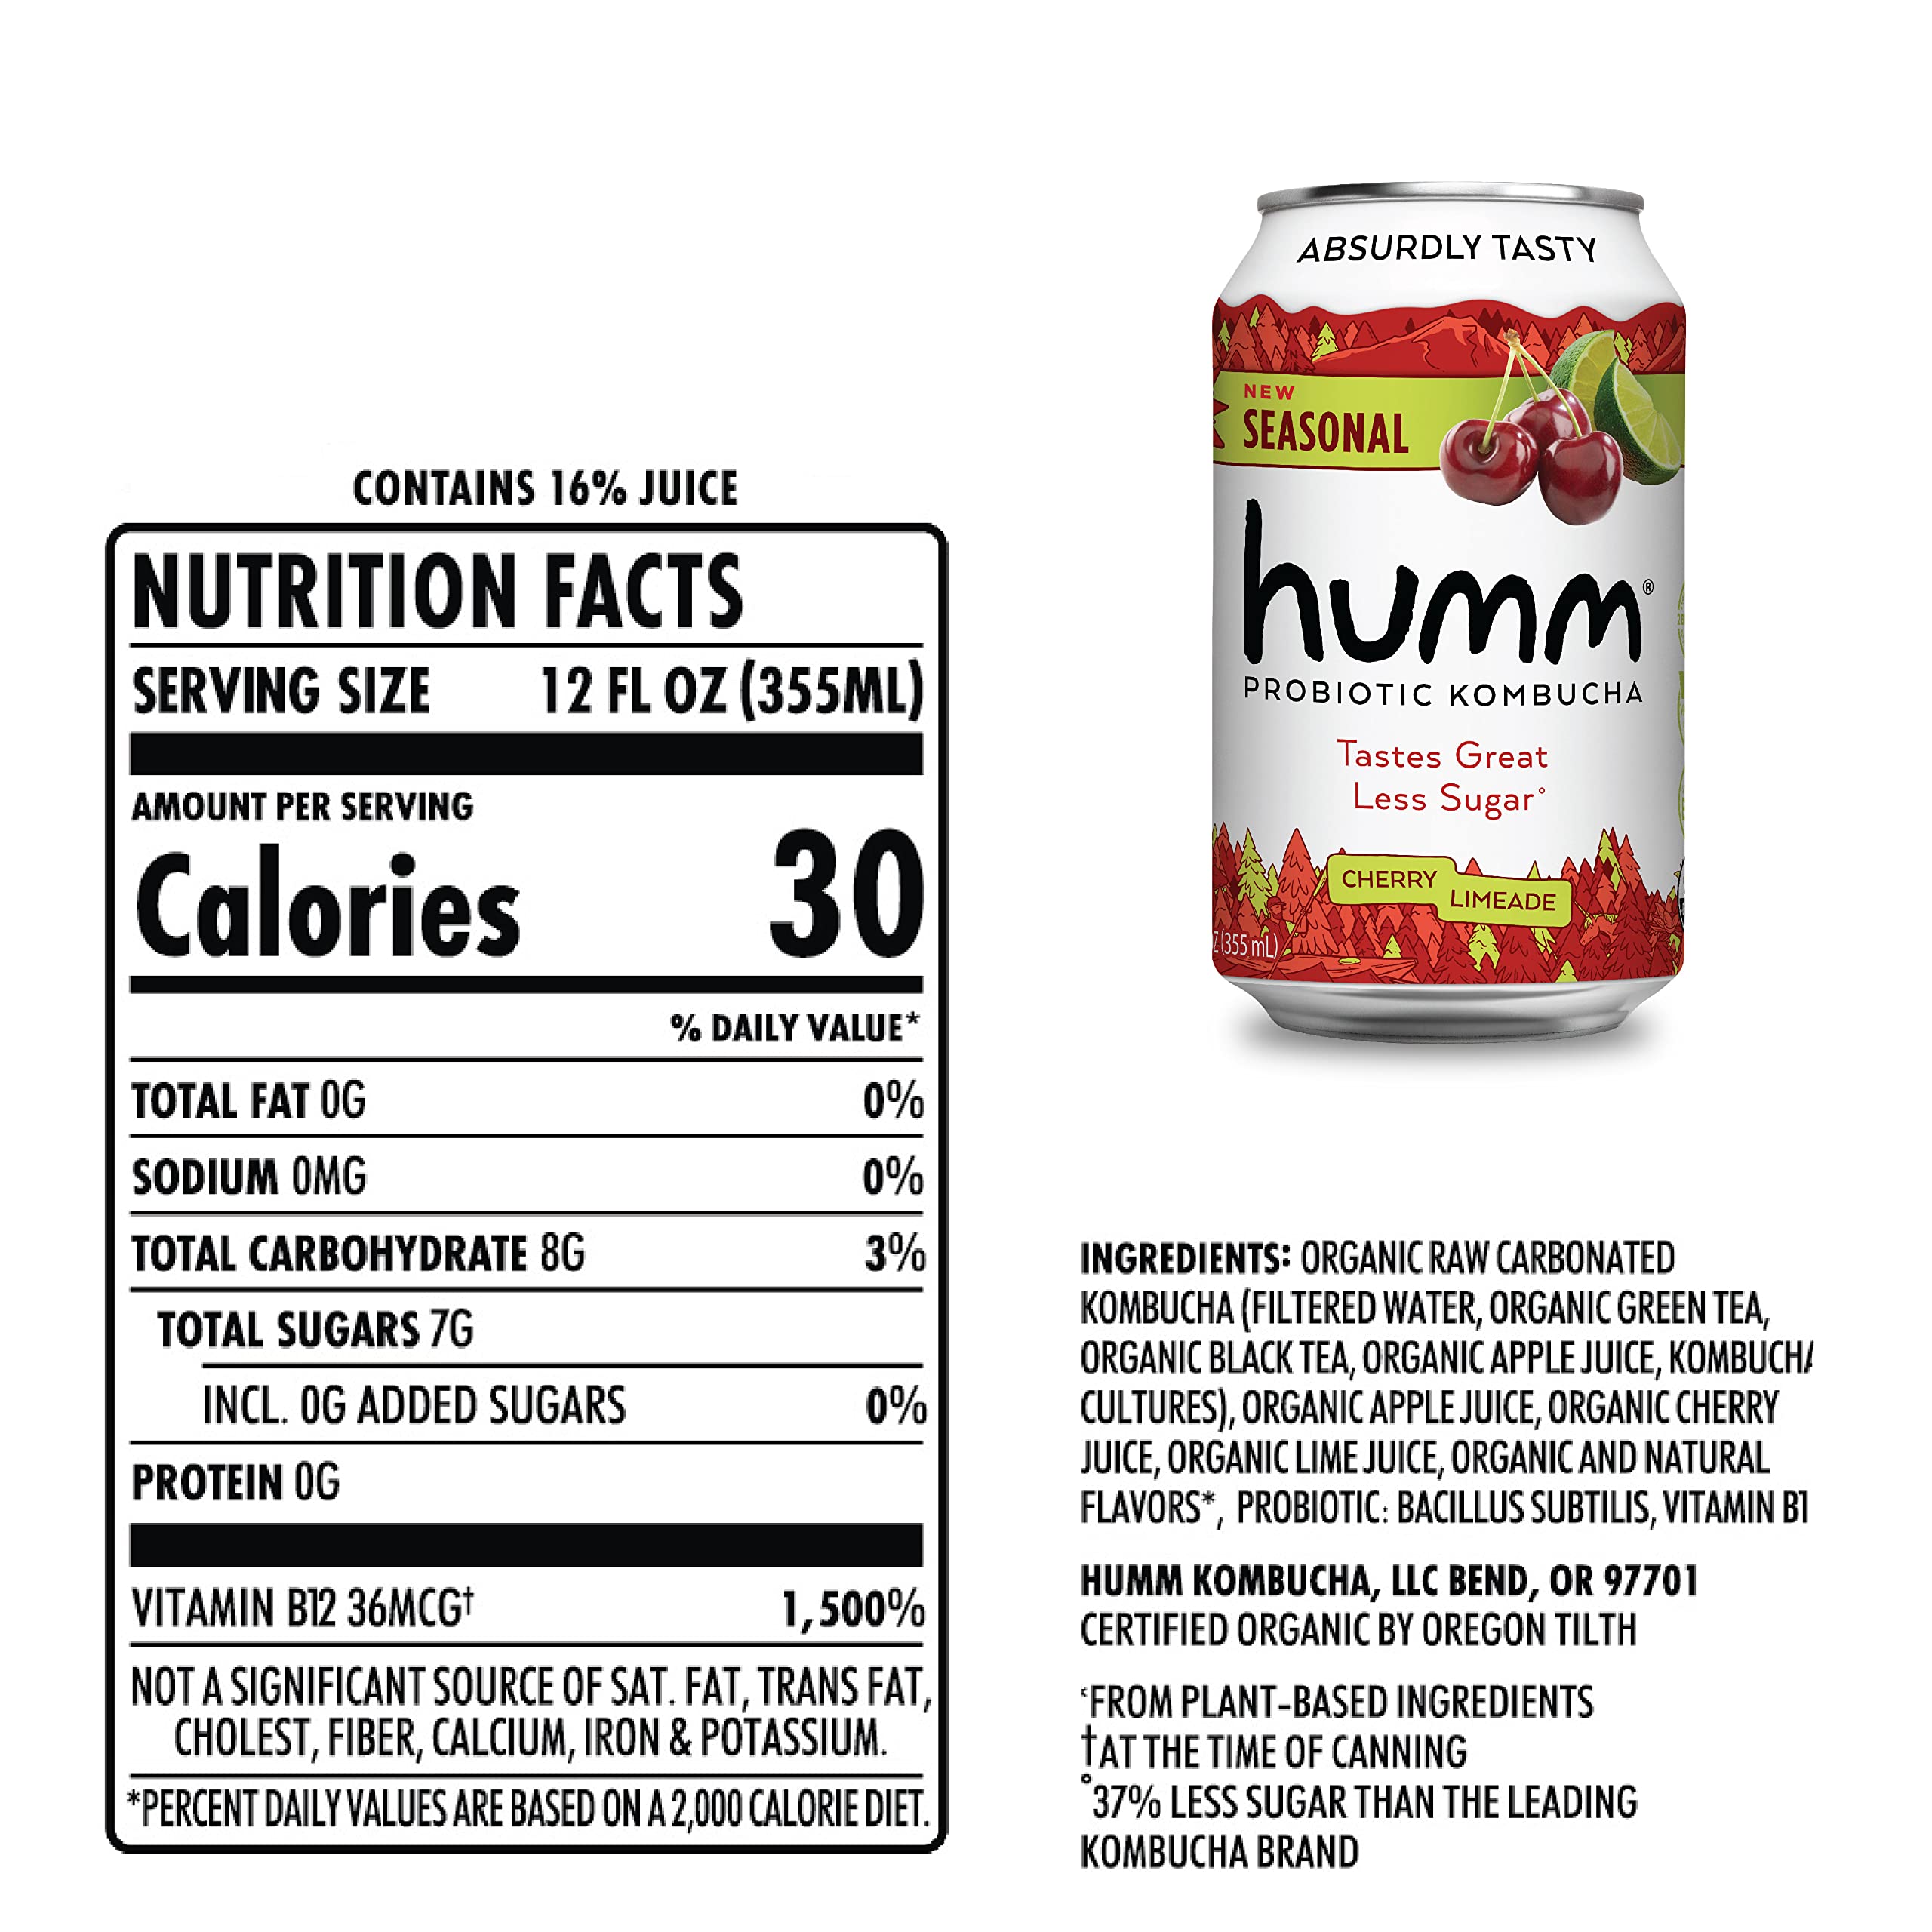 CONTAINS 16% JUICE
NUTRITION FACTS
SERVING SIZE 12 FL OZ (355ML)
AMOUNT PER SERVING
Calories 30
% DAILY VALUE*
TOTAL FAT 0G 0%
SODIUM 0MG 0%
TOTAL CARBOHYDRATE 8G 3%
TOTAL SUGARS 7G
INCL. 0G ADDED SUGARS 0%
PROTEIN 0G
VITAMIN B12 36MCG† 1,500%
NOT A SIGNIFICANT SOURCE OF SAT. FAT, TRANS FAT,
CHOLEST, FIBER, CALCIUM, IRON & POTASSIUM.
*PERCENT DAILY VALUES ARE BASED ON A 2,000 CALORIE DIET.
ABSURDLY TASTY
NEW
SEASONAL
humm®
PROBIOTIC KOMBUCHA
Tastes Great
Less Sugar°
CHERRY
LIMEADE
Z (355 mL)
INGREDIENTS: ORGANIC RAW CARBONATED
KOMBUCHA (FILTERED WATER, ORGANIC GREEN TEA,
ORGANIC BLACK TEA, ORGANIC APPLE JUICE, KOMBUCHA
CULTURES), ORGANIC APPLE JUICE, ORGANIC CHERRY
JUICE, ORGANIC LIME JUICE, ORGANIC AND NATURAL
FLAVORS*, PROBIOTIC: BACILLUS SUBTILIS, VITAMIN B1
HUMM KOMBUCHA, LLC BEND, OR 97701
CERTIFIED ORGANIC BY OREGON TILTH
*FROM PLANT-BASED INGREDIENTS
†AT THE TIME OF CANNING
°37% LESS SUGAR THAN THE LEADING
KOMBUCHA BRAND